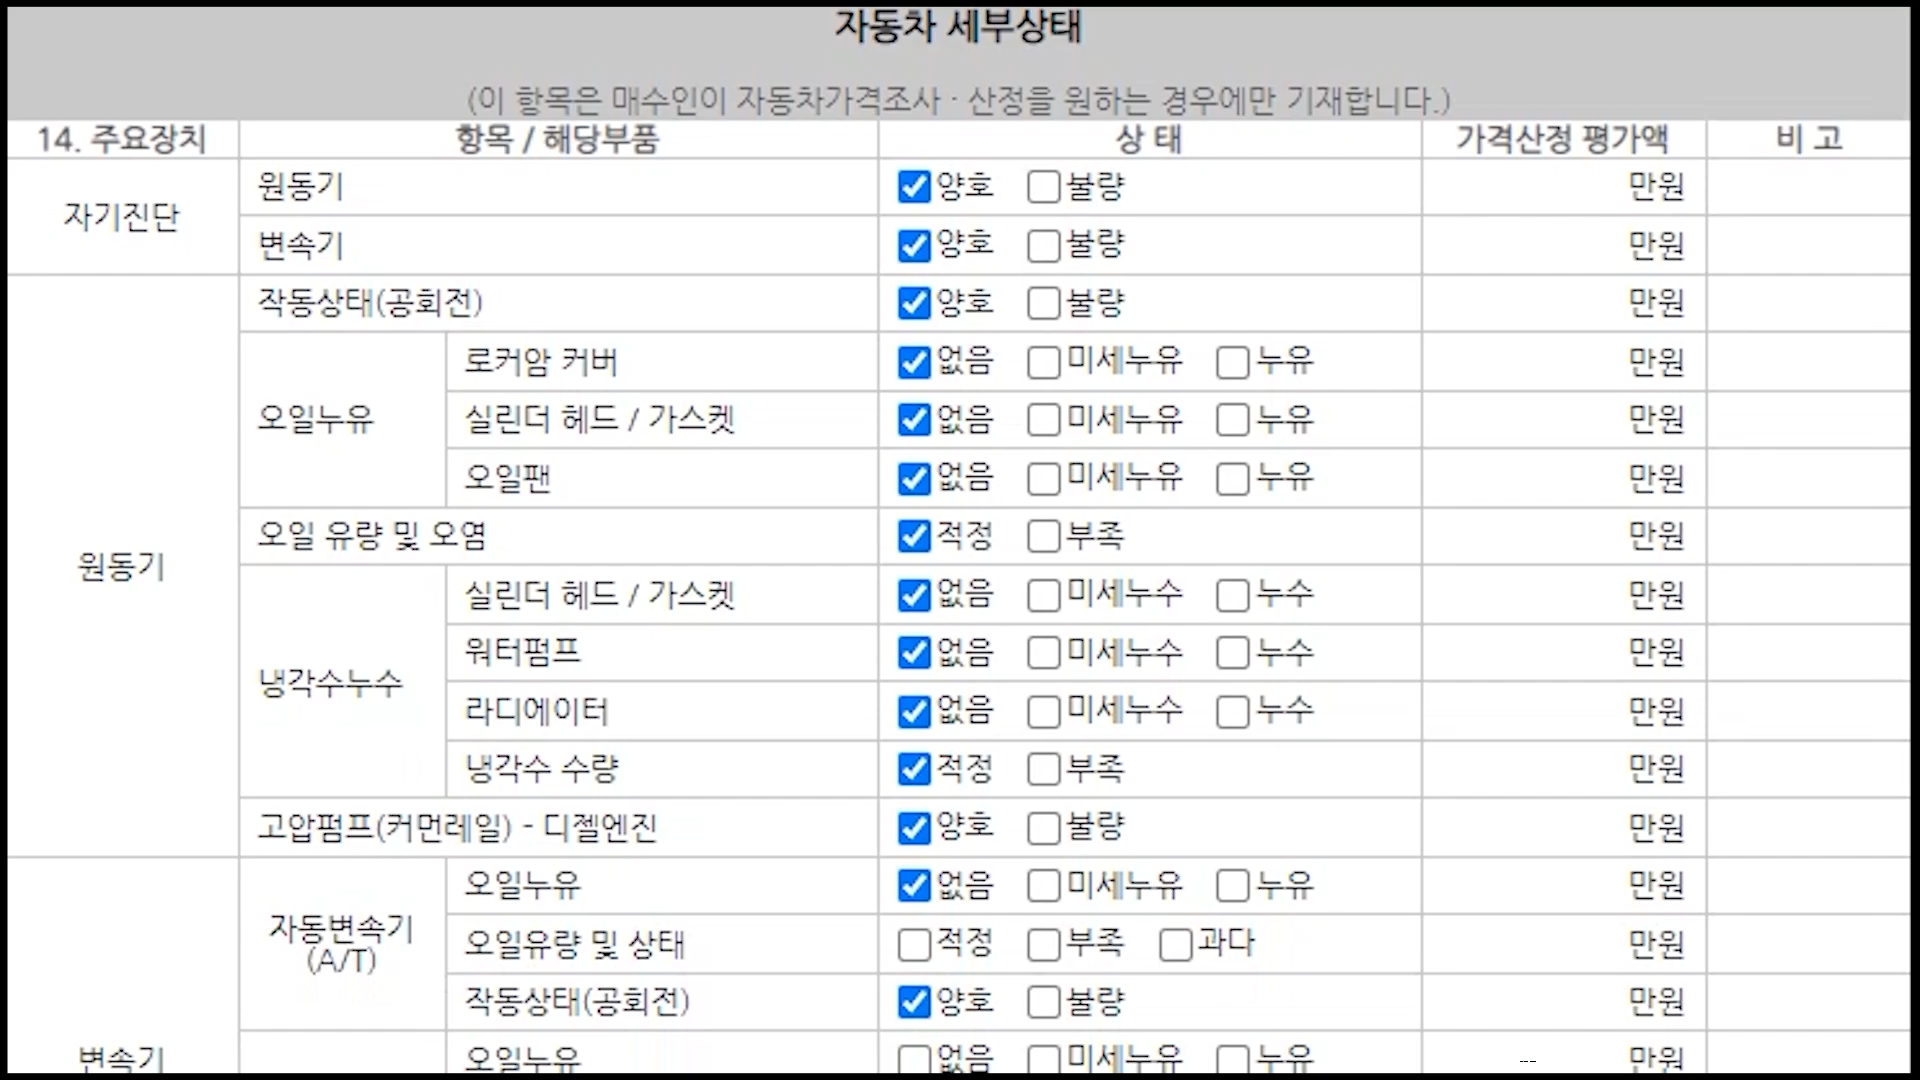 자동차 세부상태
(이 항목은 매수인이 자동차가격조사 · 산정을 원하는 경우에만 기재합니다.)
14. 주요장치 항목 / 해당부품 상 태 가격산정 평가액 비 고
자기진단
원동기 양호 불량 만원
변속기 양호 불량 만원
원동기
작동상태(공회전) 양호 불량 만원
오일누유
로커암 커버 없음 미세누유 누유 만원
실린더 헤드 / 가스켓 없음 미세누유 누유 만원
오일팬 없음 미세누유 누유 만원
오일 유량 및 오염 적정 부족 만원
냉각수누수
실린더 헤드 / 가스켓 없음 미세누수 누수 만원
워터펌프 없음 미세누수 누수 만원
라디에이터 없음 미세누수 누수 만원
냉각수 수량 적정 부족 만원
고압펌프(커먼레일) - 디젤엔진 양호 불량 만원
변속기
자동변속기
(A/T)
오일누유 없음 미세누유 누유 만원
오일유량 및 상태 적정 부족 과다 만원
작동상태(공회전) 양호 불량 만원
오일누유 없음 미세누유 누유 -- 만원